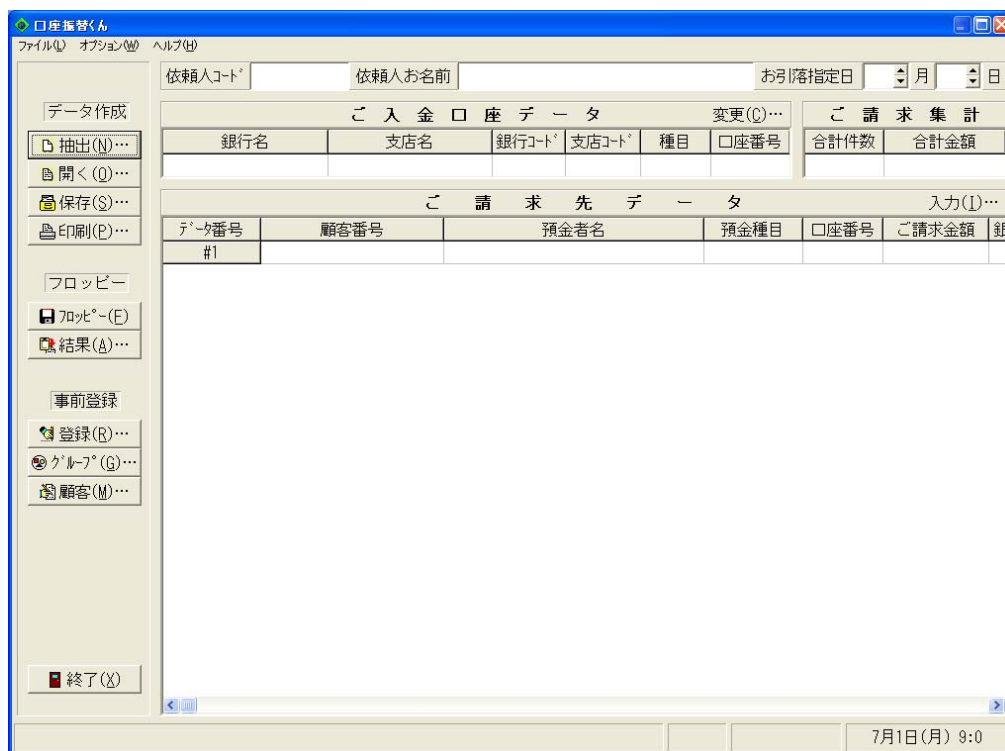 口座振替くん
ファイル(L) オプション(W) ヘルプ(H)
依頼人コード 依頼人お名前 お引落指定日 月 日
データ作成
抽出(N)…
開く(O)…
保存(S)…
印刷(P)…
フロッピー
フロッピー(F)
結果(A)…
事前登録
登録(R)…
グループ(G)…
顧客(M)…
終了(X)
ご入金口座データ 変更(C)…
銀行名 支店名 銀行コード 支店コード 種目 口座番号
ご請求集計
合計件数 合計金額
ご請求先データ 入力(I)…
データ番号 顧客番号 預金者名 預金種目 口座番号 ご請求金額 銀
#1
7月1日(月) 9:0